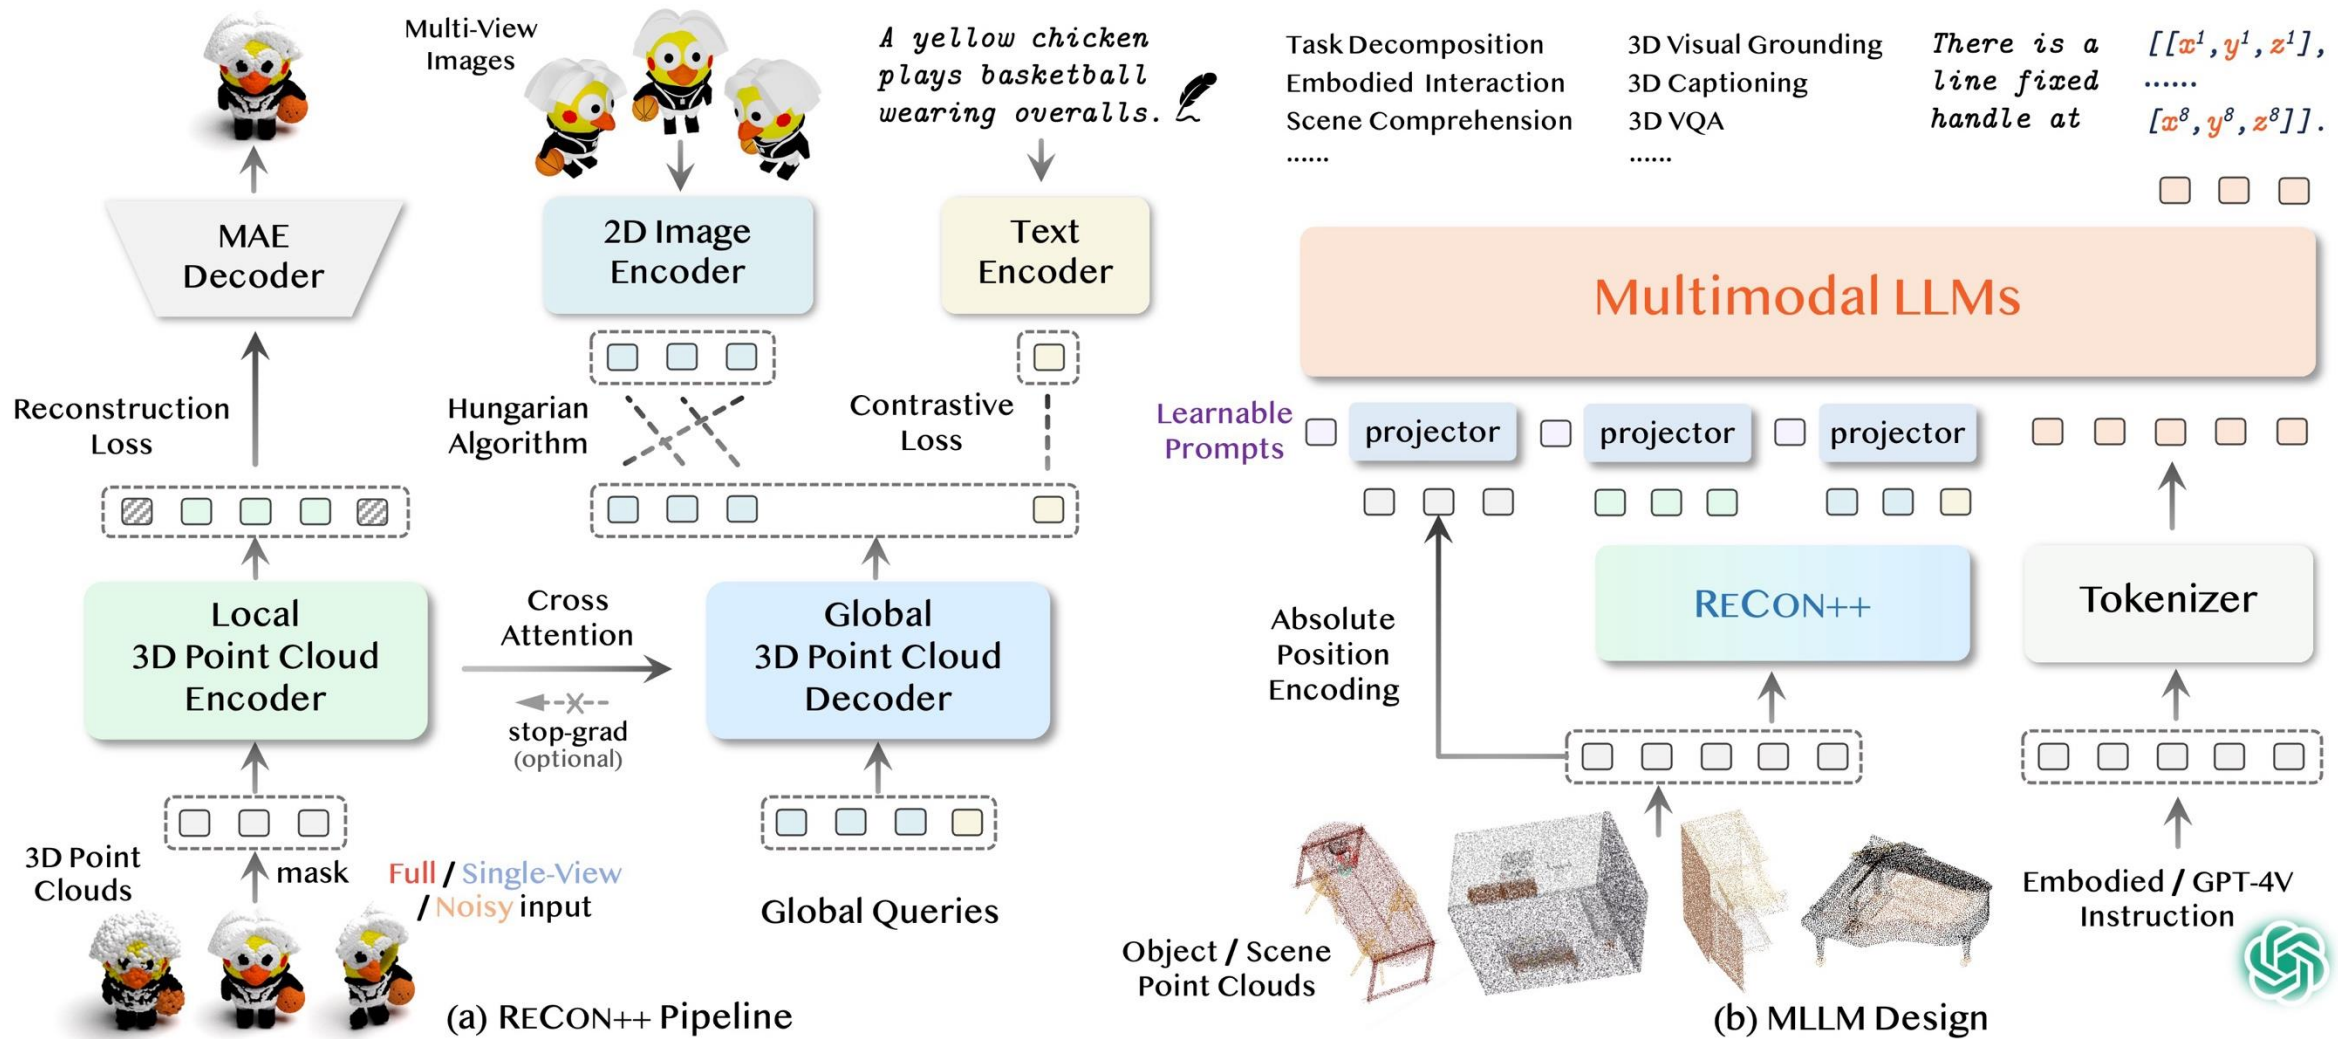 Multi-View
Images
A yellow chicken
plays basketball
wearing overalls.
MAE
Decoder
2D Image
Encoder
Text
Encoder
Reconstruction
Loss
Hungarian
Algorithm
Contrastive
Loss
Local
3D Point Cloud
Encoder
Cross
Attention
stop-grad
(optional)
Global
3D Point Cloud
Decoder
3D Point
Clouds
mask
Full / Single-View
/ Noisy input
Global Queries
(a) RECON++ Pipeline
Task Decomposition
Embodied Interaction
Scene Comprehension
......
3D Visual Grounding
3D Captioning
3D VQA
......
There is a
line fixed
handle at
[[x¹, y¹, z¹],
......
[x⁸, y⁸, z⁸]].
Multimodal LLMs
Learnable
Prompts
projector
projector
projector
Absolute
Position
Encoding
RECON++
Tokenizer
Object / Scene
Point Clouds
Embodied / GPT-4V
Instruction
(b) MLLM Design